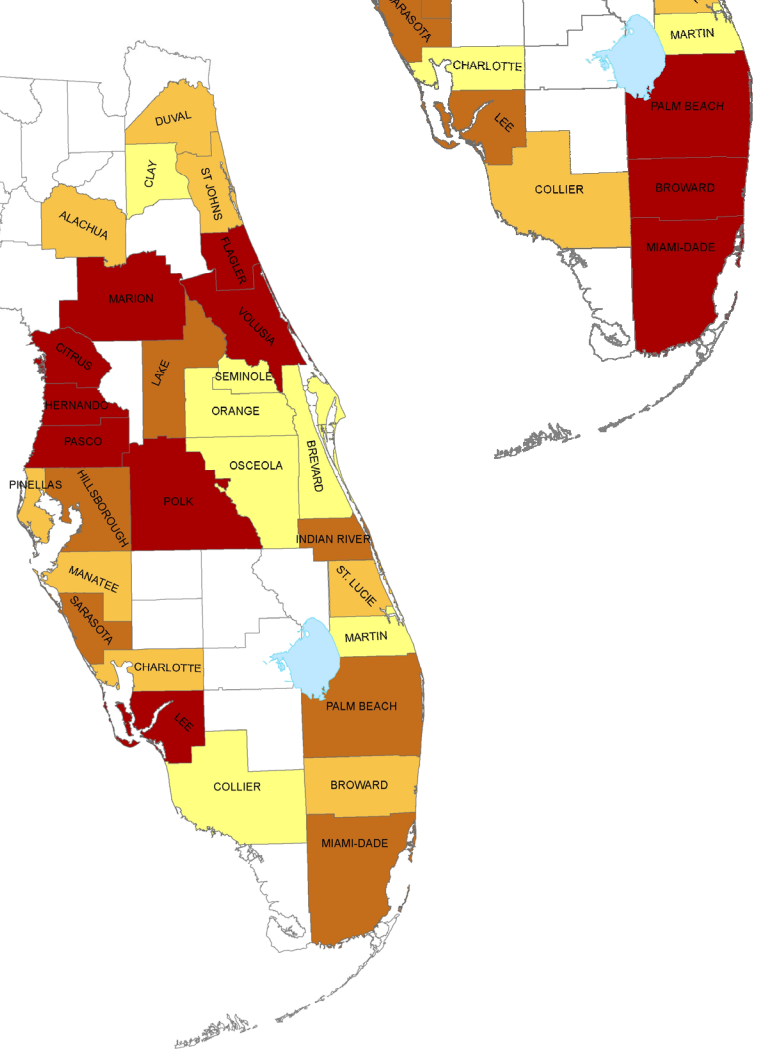 SARASOTA
MARTIN
CHARLOTTE
PALM BEACH
LEE
COLLIER
BROWARD
MIAMI-DADE
DUVAL
CLAY
ST JOHNS
ALACHUA
FLAGLER
MARION
VOLUSIA
CITRUS
LAKE
SEMINOLE
HERNANDO
ORANGE
PASCO
OSCEOLA
BREVARD
PINELLAS
HILLSBOROUGH
POLK
INDIAN RIVER
MANATEE
ST. LUCIE
SARASOTA
MARTIN
CHARLOTTE
PALM BEACH
LEE
COLLIER
BROWARD
MIAMI-DADE